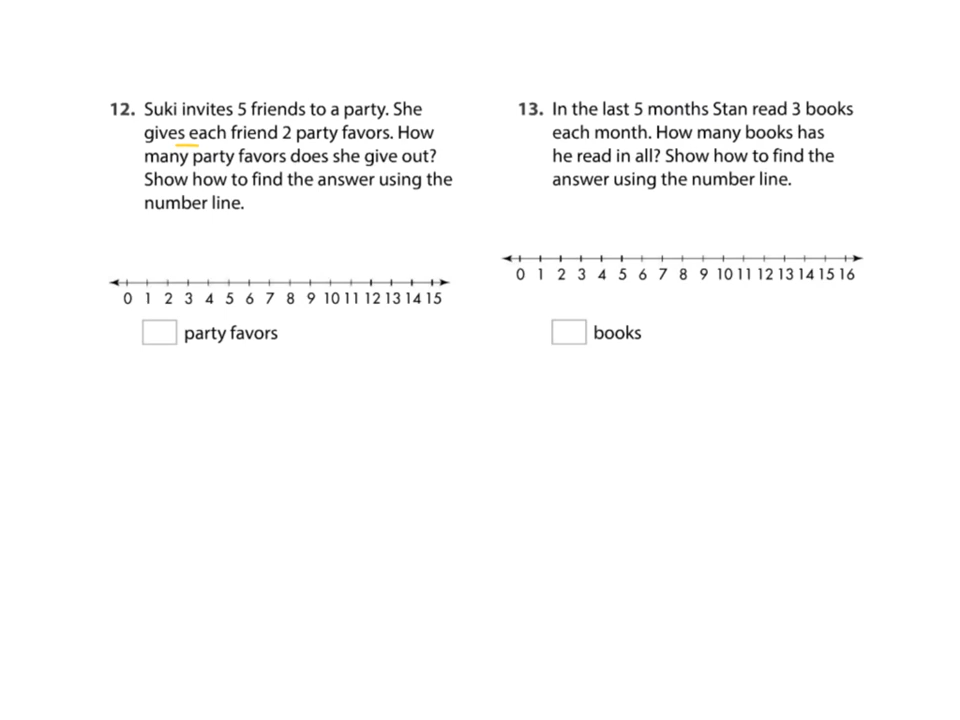 12. Suki invites 5 friends to a party. She
gives each friend 2 party favors. How
many party favors does she give out?
Show how to find the answer using the
number line.
0 1 2 3 4 5 6 7 8 9 10 11 12 13 14 15
party favors
13. In the last 5 months Stan read 3 books
each month. How many books has
he read in all? Show how to find the
answer using the number line.
0 1 2 3 4 5 6 7 8 9 10 11 12 13 14 15 16
books